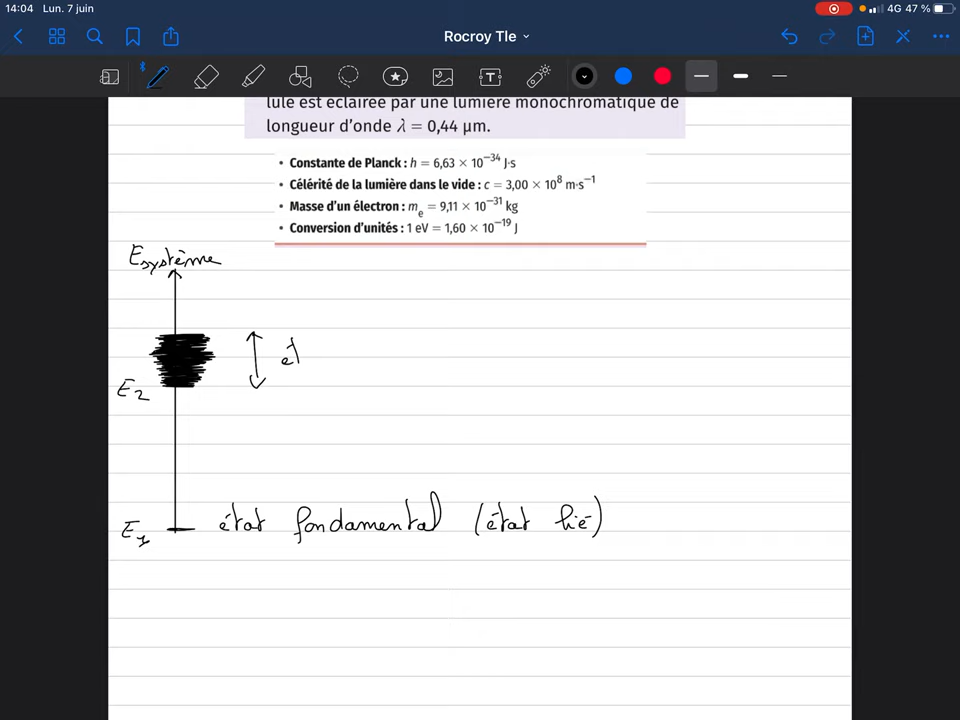 14:04 Lun. 7 juin 4G 47 %
Rocroy Tle
lule est éclairée par une lumière monochromatique de
longueur d'onde λ = 0,44 µm.
• Constante de Planck : h = 6,63 × 10⁻³⁴ J·s
• Célérité de la lumière dans le vide : c = 3,00 × 10⁸ m·s⁻¹
• Masse d'un électron : mₑ = 9,11 × 10⁻³¹ kg
• Conversion d'unités : 1 eV = 1,60 × 10⁻¹⁹ J
Esystème
ét
E₂
E₁ état fondamental (état lié)